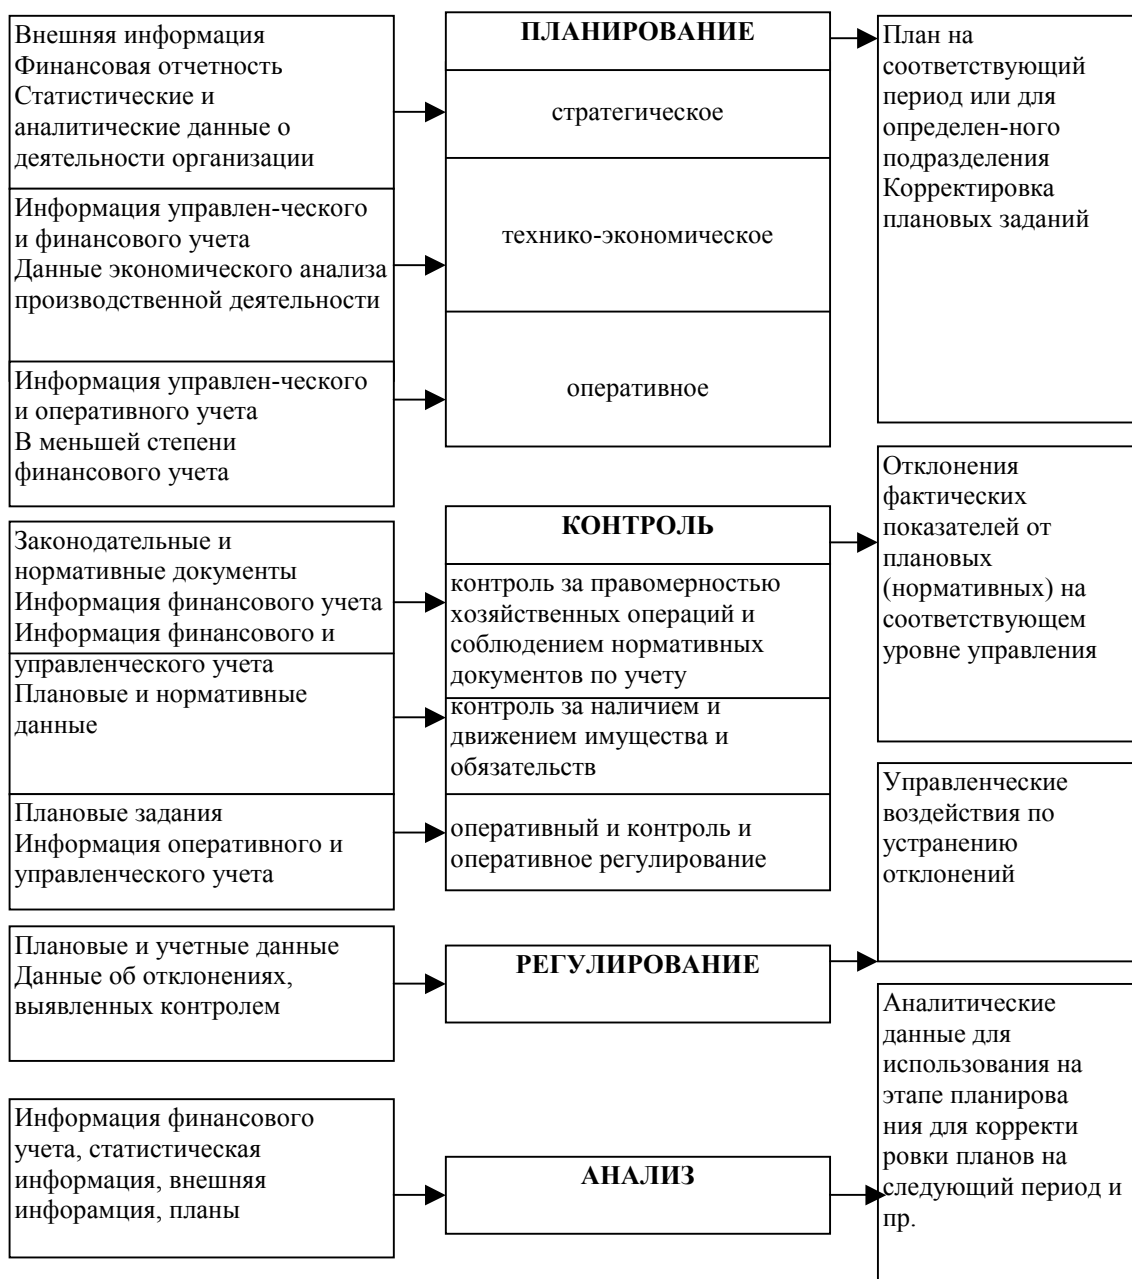 Внешняя информация
Финансовая отчетность
Статистические и
аналитические данные о
деятельности организации
Информация управлен-ческого
и финансового учета
Данные экономического анализа
производственной деятельности
Информация управлен-ческого
и оперативного учета
В меньшей степени
финансового учета
ПЛАНИРОВАНИЕ
стратегическое
технико-экономическое
оперативное
План на
соответствующий
период или для
определен-ного
подразделения
Корректировка
плановых заданий
Законодательные и
нормативные документы
Информация финансового учета
Информация финансового и
управленческого учета
Плановые и нормативные
данные
Плановые задания
Информация оперативного и
управленческого учета
КОНТРОЛЬ
контроль за правомерностью
хозяйственных операций и
соблюдением нормативных
документов по учету
контроль за наличием и
движением имущества и
обязательств
оперативный и контроль и
оперативное регулирование
Отклонения
фактических
показателей от
плановых
(нормативных) на
соответствующем
уровне управления
Плановые и учетные данные
Данные об отклонениях,
выявленных контролем
РЕГУЛИРОВАНИЕ
Управленческие
воздействия по
устранению
отклонений
Информация финансового
учета, статистическая
информация, внешняя
инфорамция, планы
АНАЛИЗ
Аналитические
данные для
использования на
этапе планирова
ния для корректи
ровки планов на
следующий период и
пр.